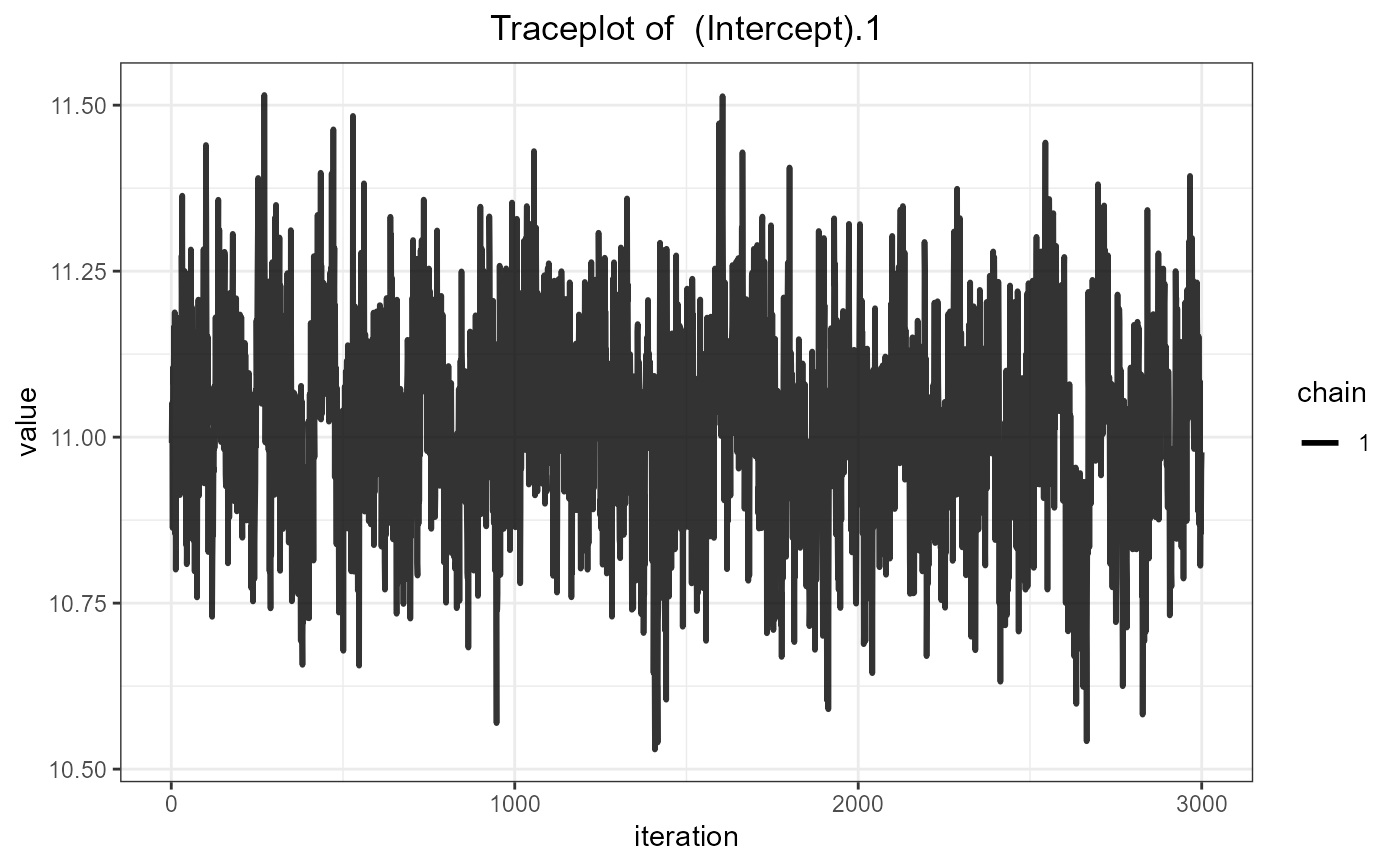 Traceplot of  (Intercept).1
11.50
11.25
11.00
10.75
10.50
value
0 1000 2000 3000
iteration
chain
1